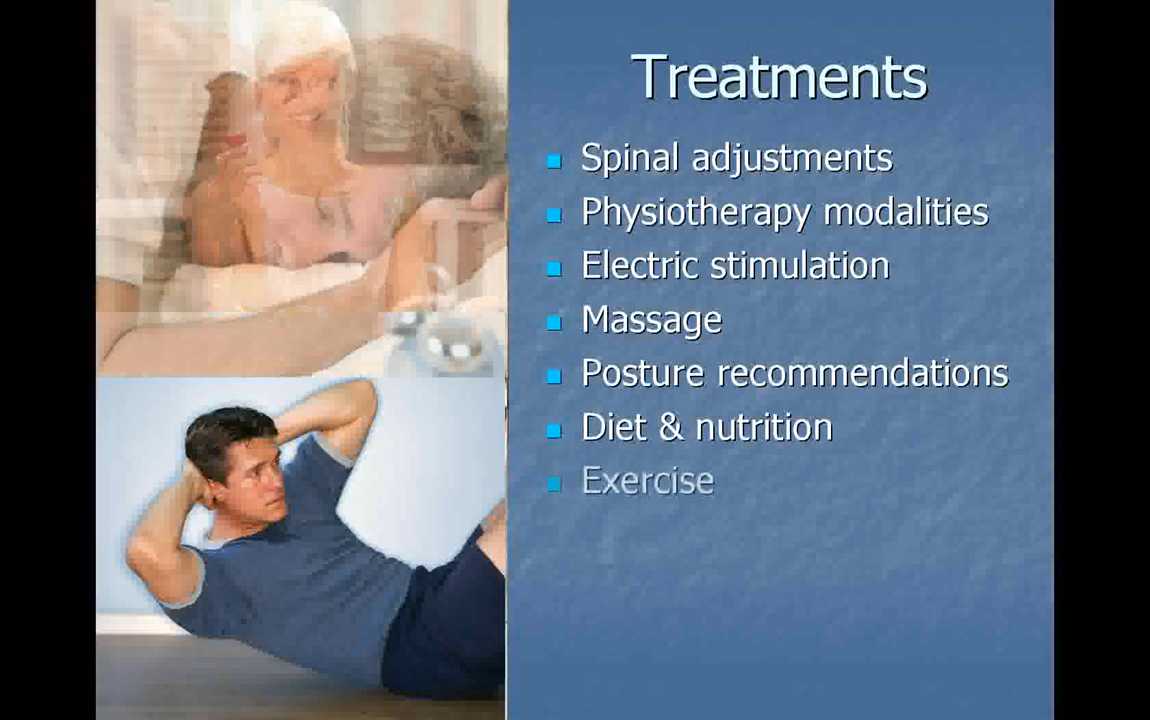 Treatments
Spinal adjustments
Physiotherapy modalities
Electric stimulation
Massage
Posture recommendations
Diet & nutrition
Exercise